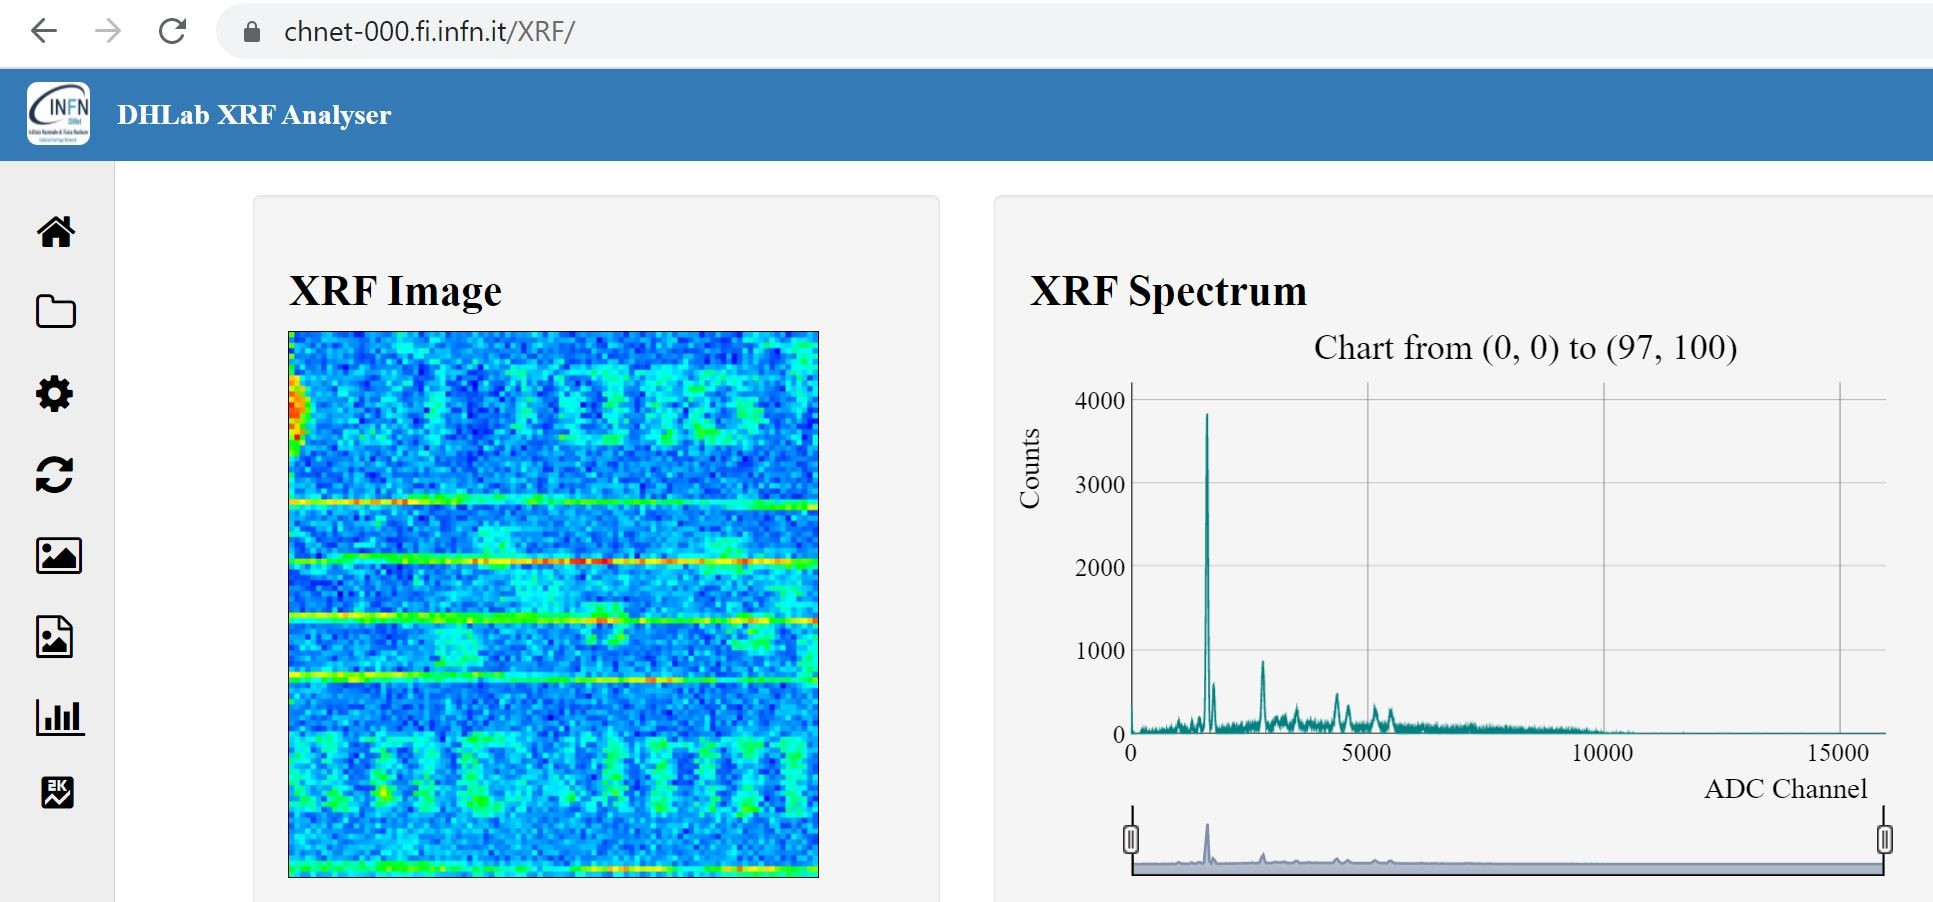 chnet-000.fi.infn.it/XRF/
INFN
DHLab XRF Analyser
XRF Image
XRF Spectrum
Chart from (0, 0) to (97, 100)
Counts
4000
3000
2000
1000
0
0 5000 10000 15000
ADC Channel
2K